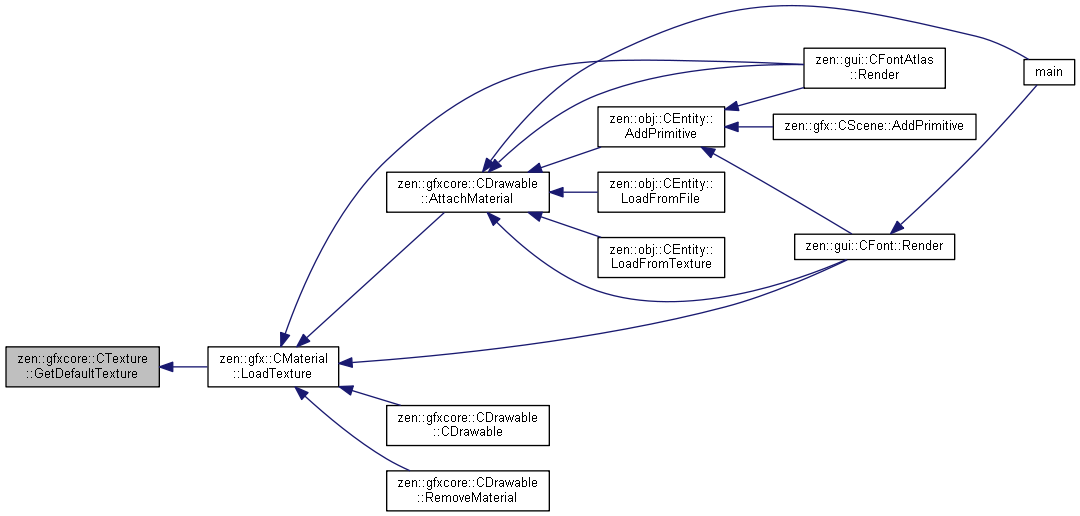 zen::gfxcore::CTexture
::GetDefaultTexture
zen::gfx::CMaterial
::LoadTexture
zen::gfxcore::CDrawable
::AttachMaterial
zen::obj::CEntity::
AddPrimitive
zen::gui::CFontAtlas
::Render
main
zen::gfx::CScene::AddPrimitive
zen::obj::CEntity::
LoadFromFile
zen::gui::CFont::Render
zen::obj::CEntity::
LoadFromTexture
zen::gfxcore::CDrawable
::CDrawable
zen::gfxcore::CDrawable
::RemoveMaterial